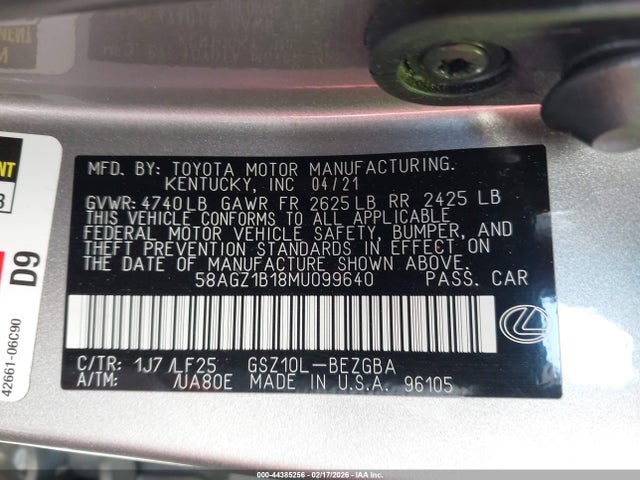 MFD. BY: TOYOTA MOTOR MANUFACTURING.
KENTUCKY, INC 04/21
GVWR: 4740LB GAWR FR 2625LB RR 2425 LB
THIS VEHICLE CONFORMS TO ALL APPLICABLE
FEDERAL MOTOR VEHICLE SAFETY, BUMPER, AND
THEFT PREVENTION STANDARDS IN EFFECT ON
THE DATE OF MANUFACTURE SHOWN ABOVE.
58AGZ1B18MU099640 PASS. CAR
C/TR: 1J7 /LF25 GSZ10L-BEZGBA
A/TM: /UA80E MADE IN U.S.A. 96105
D9
42661-06C90
000-44385256 - 02/17/2026 - IAAI.COM